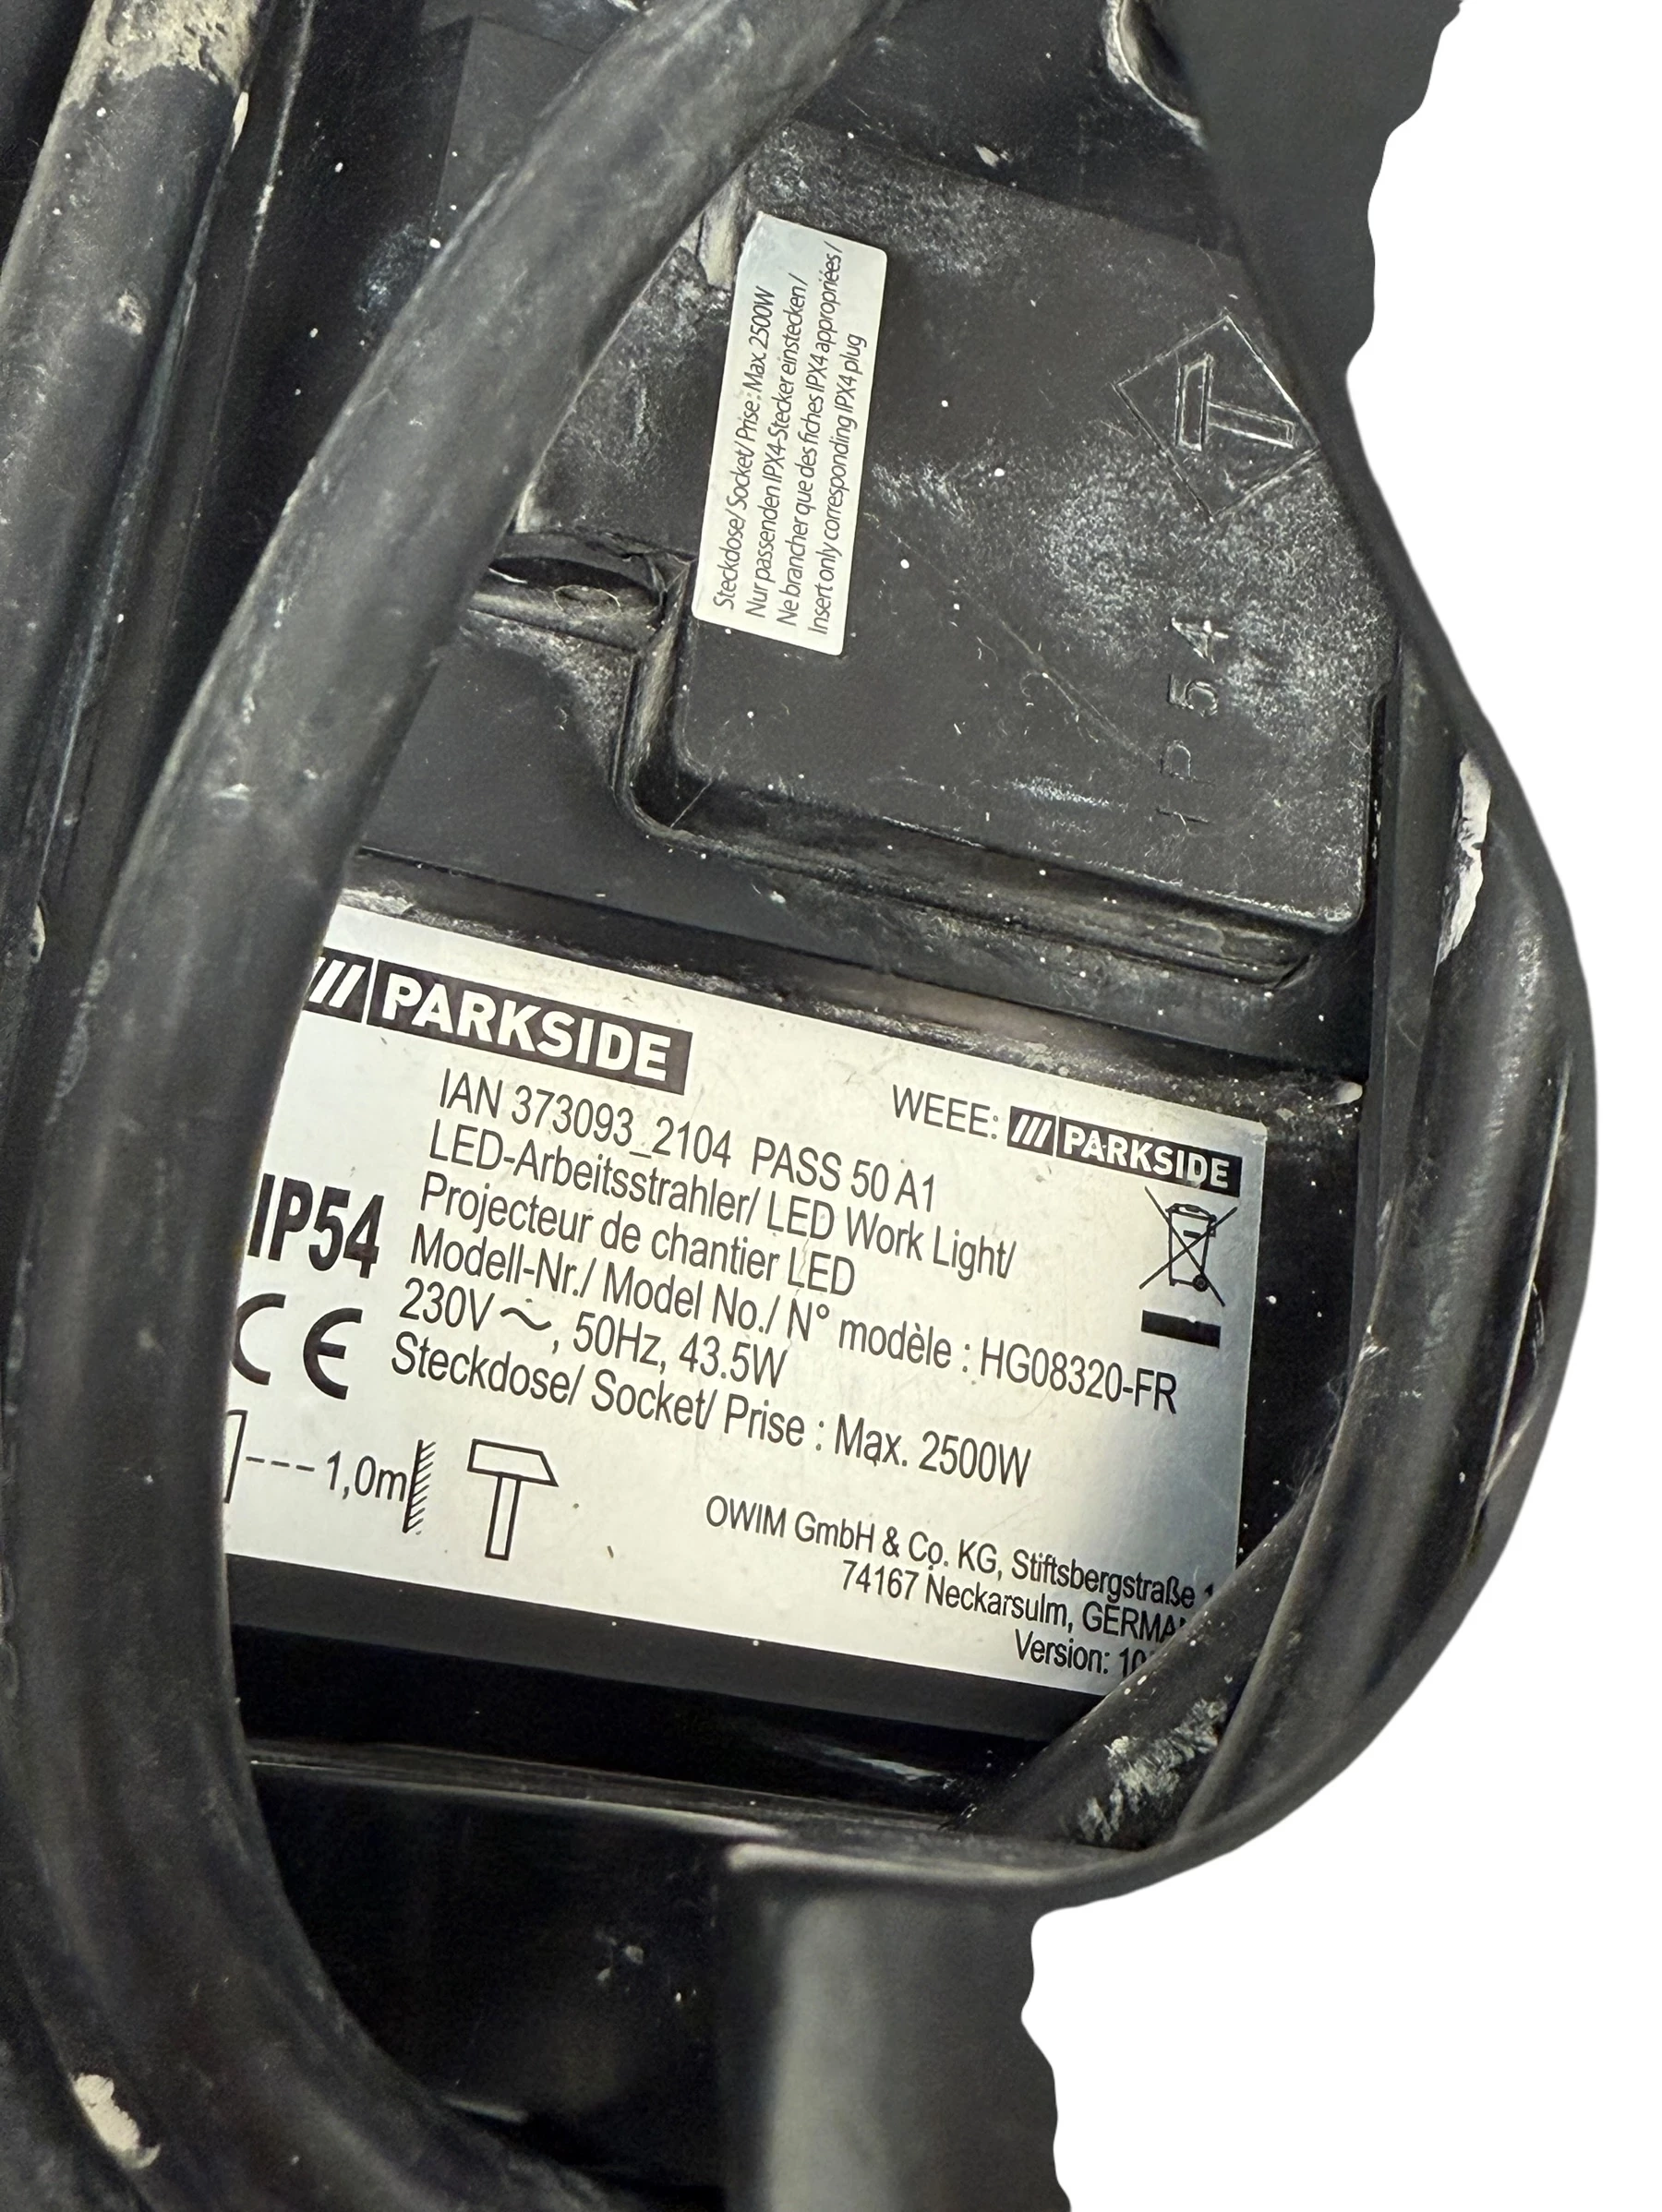 Steckdose/ Socket/ Prise : Max. 2500W
Nur passenden IPX4-Stecker einstecken /
Ne brancher que des fiches IPX4 appropriées /
Insert only corresponding IPX4 plug
T
IP54
/// PARKSIDE
IAN 373093_2104 PASS 50 A1
LED-Arbeitsstrahler/ LED Work Light/
Projecteur de chantier LED
Modell-Nr./ Model No./ N° modèle : HG08320-FR
230V ~, 50Hz, 43.5W
Steckdose/ Socket/ Prise : Max. 2500W
WEEE: /// PARKSIDE
IP54
CE
1,0m
OWIM GmbH & Co. KG, Stiftsbergstraße
74167 Neckarsulm,
Version: